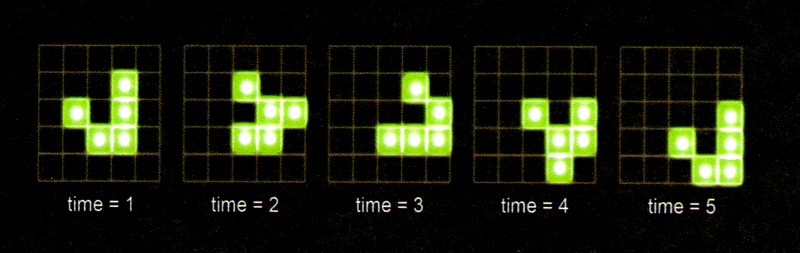 time = 1
time = 2
time = 3
time = 4
time = 5